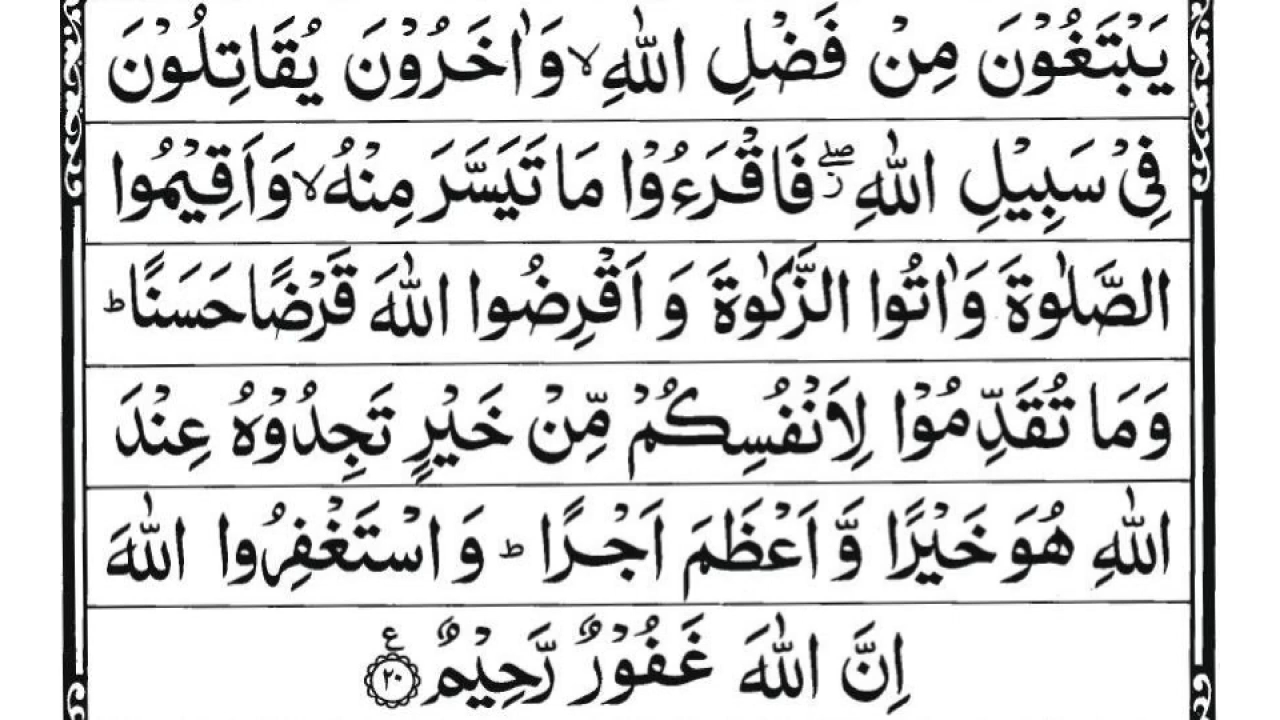 يَبْتَغُوْنَ مِنْ فَضْلِ اللّٰهِ ۙ وَاٰخَرُوْنَ يُقَاتِلُوْنَ
فِيْ سَبِيْلِ اللّٰهِ ۖ ز فَاقْرَءُوْا مَا تَيَسَّرَ مِنْهُ ۙ وَاَقِيْمُوا
الصَّلٰوةَ وَاٰتُوا الزَّكٰوةَ وَ اَقْرِضُوا اللّٰهَ قَرْضًا حَسَنًا ؕ
وَمَا تُقَدِّمُوْا لِاَنْفُسِكُمْ مِّنْ خَيْرٍ تَجِدُوْهُ عِنْدَ
اللّٰهِ هُوَ خَيْرًا وَّ اَعْظَمَ اَجْرًا ؕ وَ اسْتَغْفِرُوا اللّٰهَ
اِنَّ اللّٰهَ غَفُوْرٌ رَّحِيْمٌ ع ۲۰